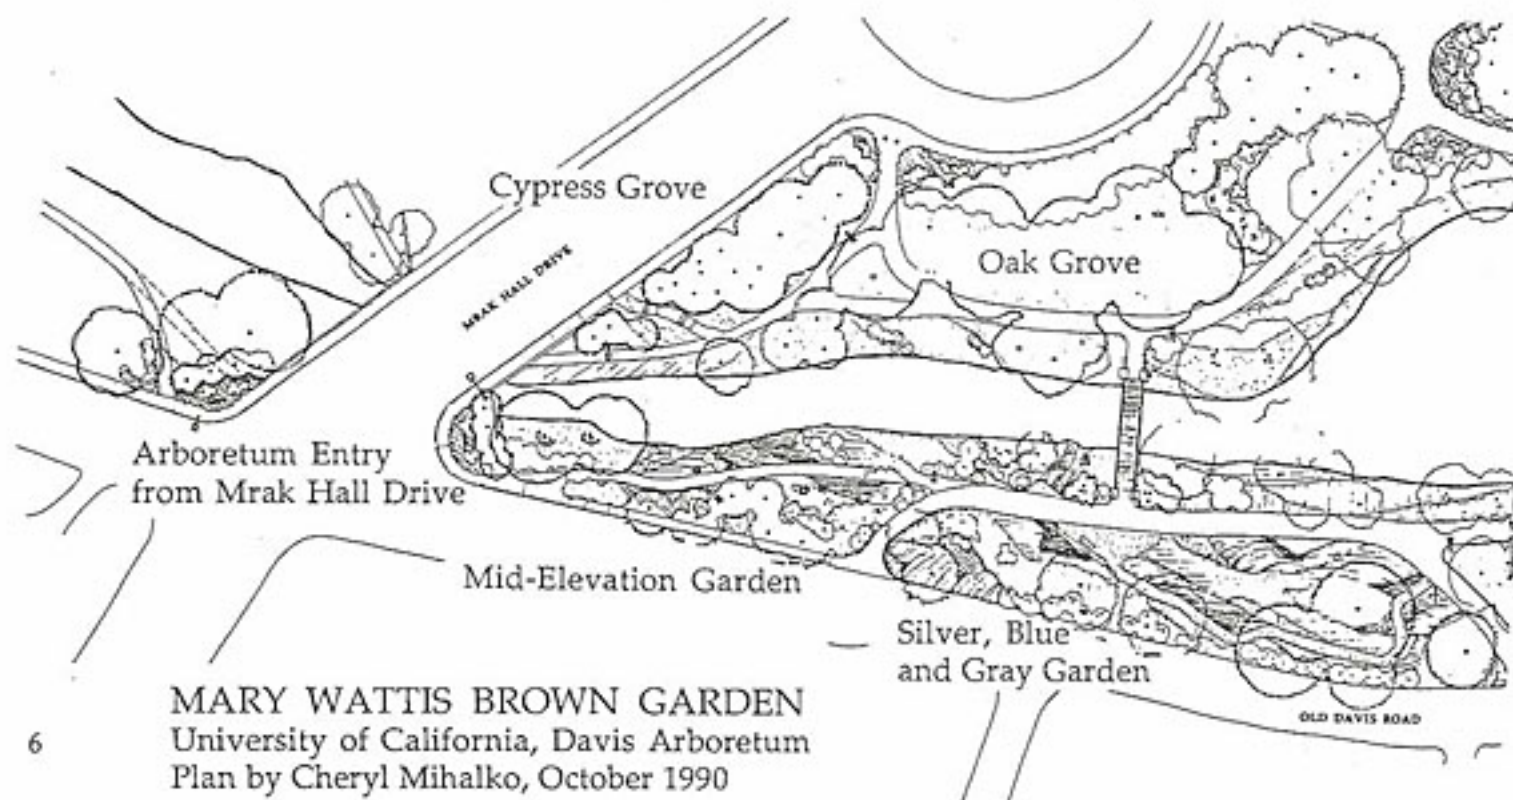 Cypress Grove
MRAK HALL DRIVE
Oak Grove
Arboretum Entry
from Mrak Hall Drive
Mid-Elevation Garden
Silver, Blue
and Gray Garden
OLD DAVIS ROAD
MARY WATTIS BROWN GARDEN
University of California, Davis Arboretum
Plan by Cheryl Mihalko, October 1990
6